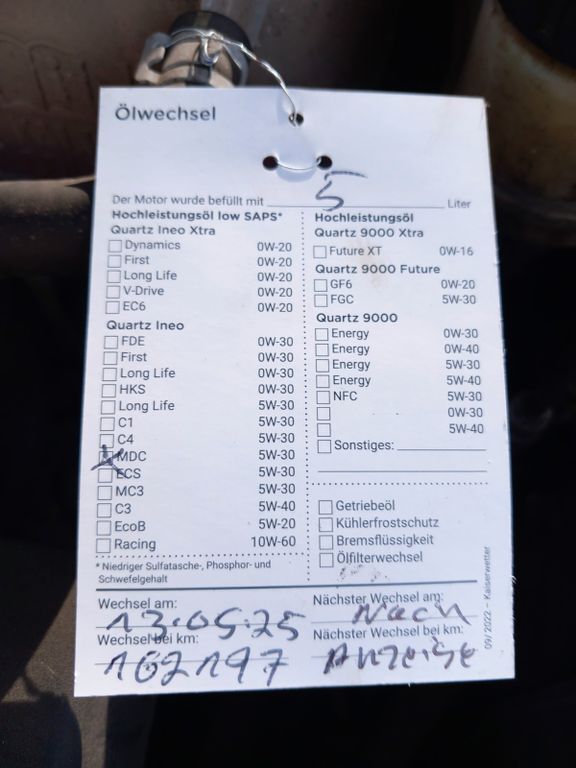 Ölwechsel
Der Motor wurde befüllt mit 5 Liter
Hochleistungsöl low SAPS*
Quartz Ineo Xtra
Dynamics 0W-20
First 0W-20
Long Life 0W-20
V-Drive 0W-20
EC6 0W-20
Quartz Ineo
FDE 0W-30
First 0W-30
Long Life 0W-30
HKS 0W-30
Long Life 5W-30
C1 5W-30
C4 5W-30
MDC 5W-30
ECS 5W-30
MC3 5W-30
C3 5W-40
EcoB 5W-20
Racing 10W-60
* Niedriger Sulfatasche-, Phosphor- und
Schwefelgehalt
Hochleistungsöl
Quartz 9000 Xtra
Future XT 0W-16
Quartz 9000 Future
GF6 0W-20
FGC 5W-30
Quartz 9000
Energy 0W-30
Energy 0W-40
Energy 5W-30
Energy 5W-40
NFC 5W-30
0W-30
5W-40
Sonstiges:
Getriebeöl
Kühlerfrostschutz
Bremsflüssigkeit
Ölfilterwechsel
Wechsel am: 13.05.25
Wechsel bei km: 162197
Nächster Wechsel am: Nach
Nächster Wechsel bei km: Anzeige
09/2022 – Kaiserwetter